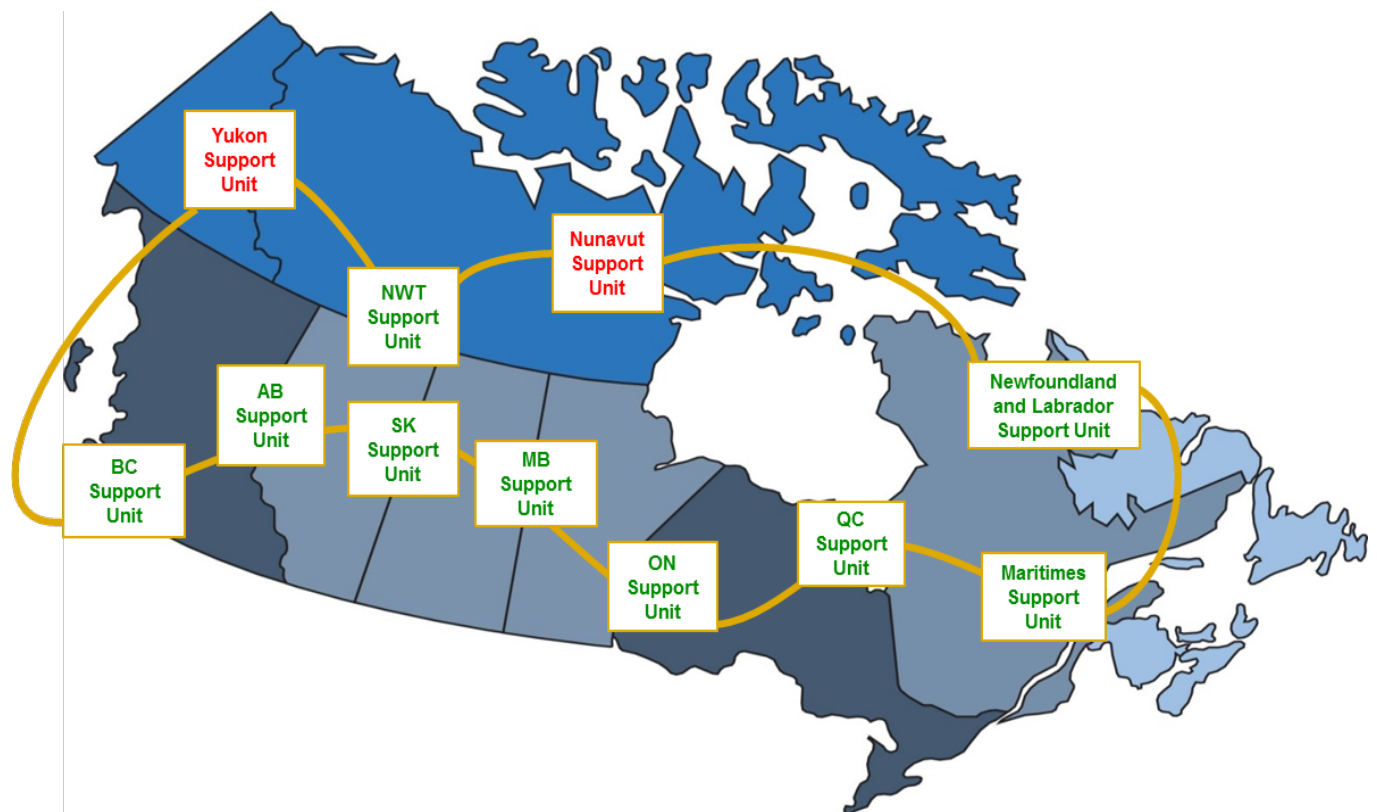 Yukon
Support
Unit
Nunavut
Support
Unit
NWT
Support
Unit
AB
Support
Unit
Newfoundland
and Labrador
Support Unit
SK
Support
Unit
BC
Support
Unit
MB
Support
Unit
QC
Support
Unit
ON
Support
Unit
Maritimes
Support
Unit